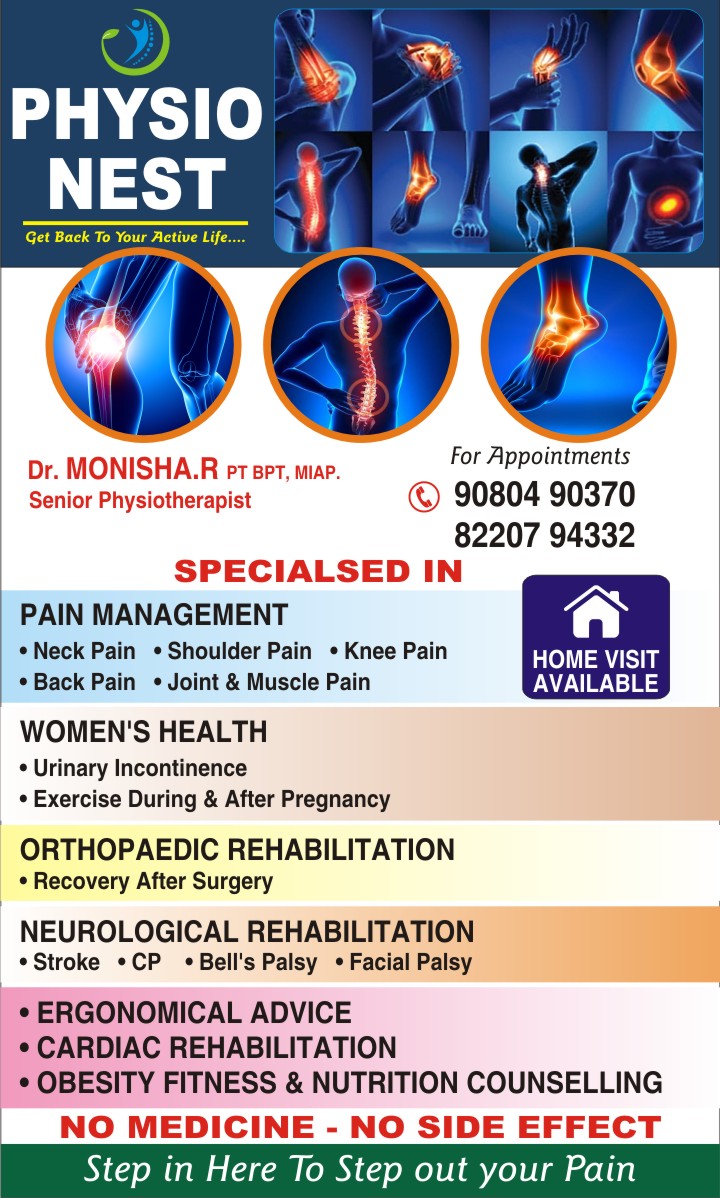 PHYSIO
NEST
Get Back To Your Active Life....
Dr. MONISHA.R PT BPT, MIAP.
Senior Physiotherapist
For Appointments
90804 90370
82207 94332
SPECIALSED IN
PAIN MANAGEMENT
• Neck Pain • Shoulder Pain • Knee Pain
• Back Pain • Joint & Muscle Pain
HOME VISIT
AVAILABLE
WOMEN'S HEALTH
• Urinary Incontinence
• Exercise During & After Pregnancy
ORTHOPAEDIC REHABILITATION
• Recovery After Surgery
NEUROLOGICAL REHABILITATION
• Stroke • CP • Bell's Palsy • Facial Palsy
• ERGONOMICAL ADVICE
• CARDIAC REHABILITATION
• OBESITY FITNESS & NUTRITION COUNSELLING
NO MEDICINE - NO SIDE EFFECT
Step in Here To Step out your Pain